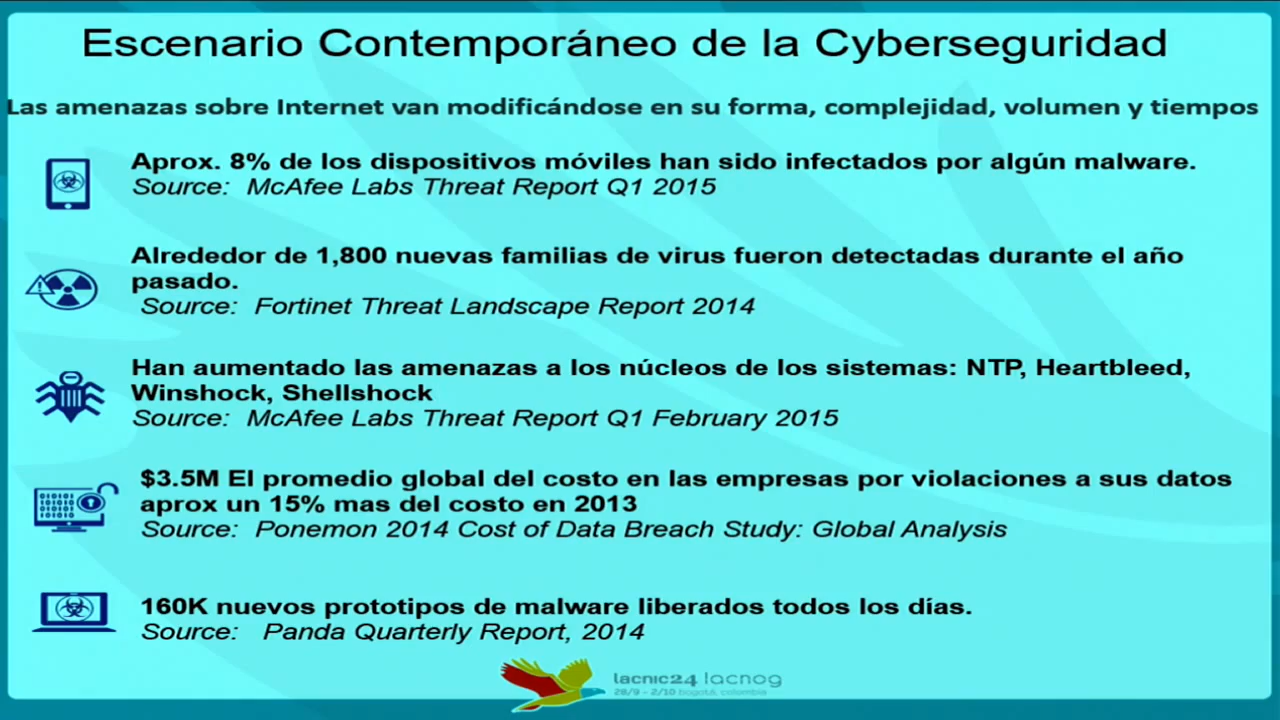 Escenario Contemporáneo de la Cyberseguridad
Las amenazas sobre Internet van modificándose en su forma, complejidad, volumen y tiempos
Aprox. 8% de los dispositivos móviles han sido infectados por algún malware.
Source: McAfee Labs Threat Report Q1 2015
Alrededor de 1,800 nuevas familias de virus fueron detectadas durante el año
pasado.
Source: Fortinet Threat Landscape Report 2014
Han aumentado las amenazas a los núcleos de los sistemas: NTP, Heartbleed,
Winshock, Shellshock
Source: McAfee Labs Threat Report Q1 February 2015
$3.5M El promedio global del costo en las empresas por violaciones a sus datos
aprox un 15% mas del costo en 2013
Source: Ponemon 2014 Cost of Data Breach Study: Global Analysis
160K nuevos prototipos de malware liberados todos los días.
Source: Panda Quarterly Report, 2014
lacnic24 lacnog
28/9 - 2/10 bogotá, colombia